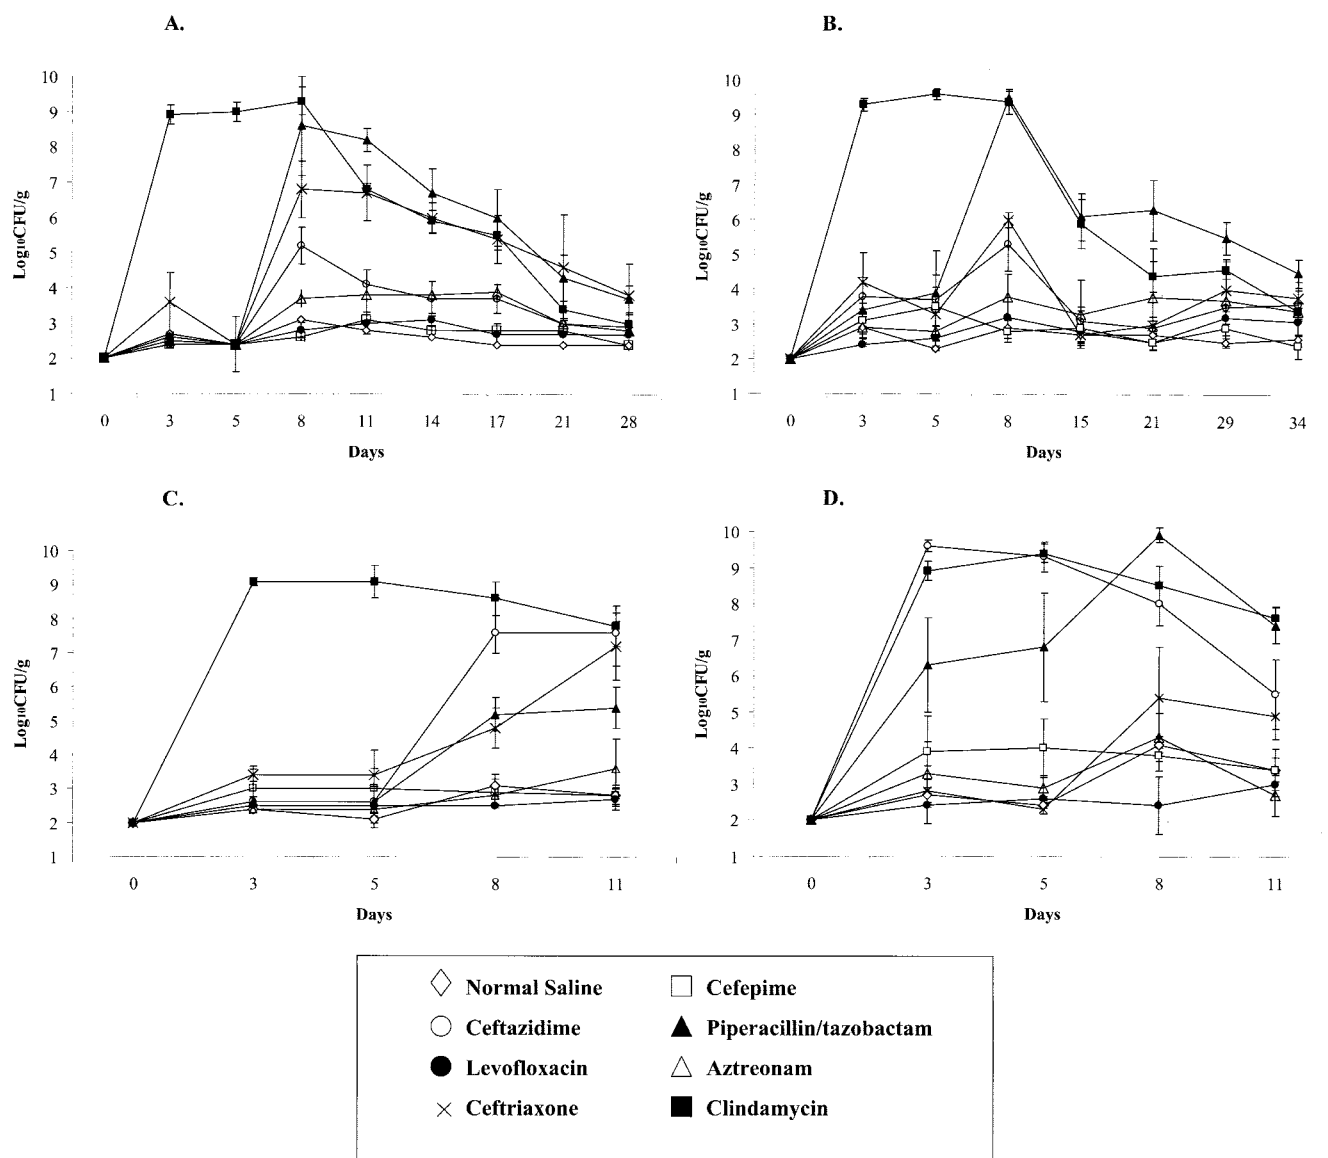 A.
10
9
8
7
6
5
4
3
2
1
Log10CFU/g
0 3 5 8 11 14 17 21 28
Days
B.
10
9
8
7
6
5
4
3
2
1
Log10CFU/g
0 3 5 8 15 21 29 34
Days
C.
10
9
8
7
6
5
4
3
2
1
Log10CFU/g
0 3 5 8 11
Days
D.
10
9
8
7
6
5
4
3
2
1
Log10CFU/g
0 3 5 8 11
Days
Normal Saline
Cefepime
Ceftazidime
Piperacillin/tazobactam
Levofloxacin
Aztreonam
Ceftriaxone
Clindamycin